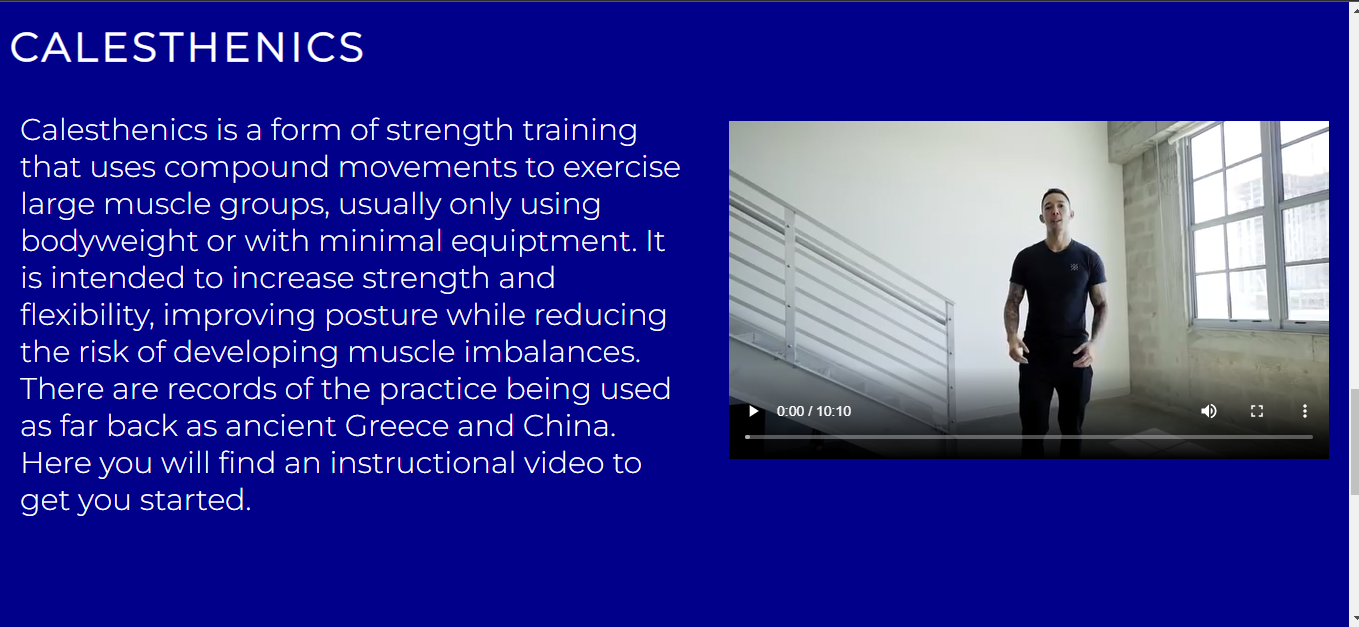 CALESTHENICS
Calesthenics is a form of strength training
that uses compound movements to exercise
large muscle groups, usually only using
bodyweight or with minimal equiptment. It
is intended to increase strength and
flexibility, improving posture while reducing
the risk of developing muscle imbalances.
There are records of the practice being used
as far back as ancient Greece and China.
Here you will find an instructional video to
get you started.
0:00 / 10:10